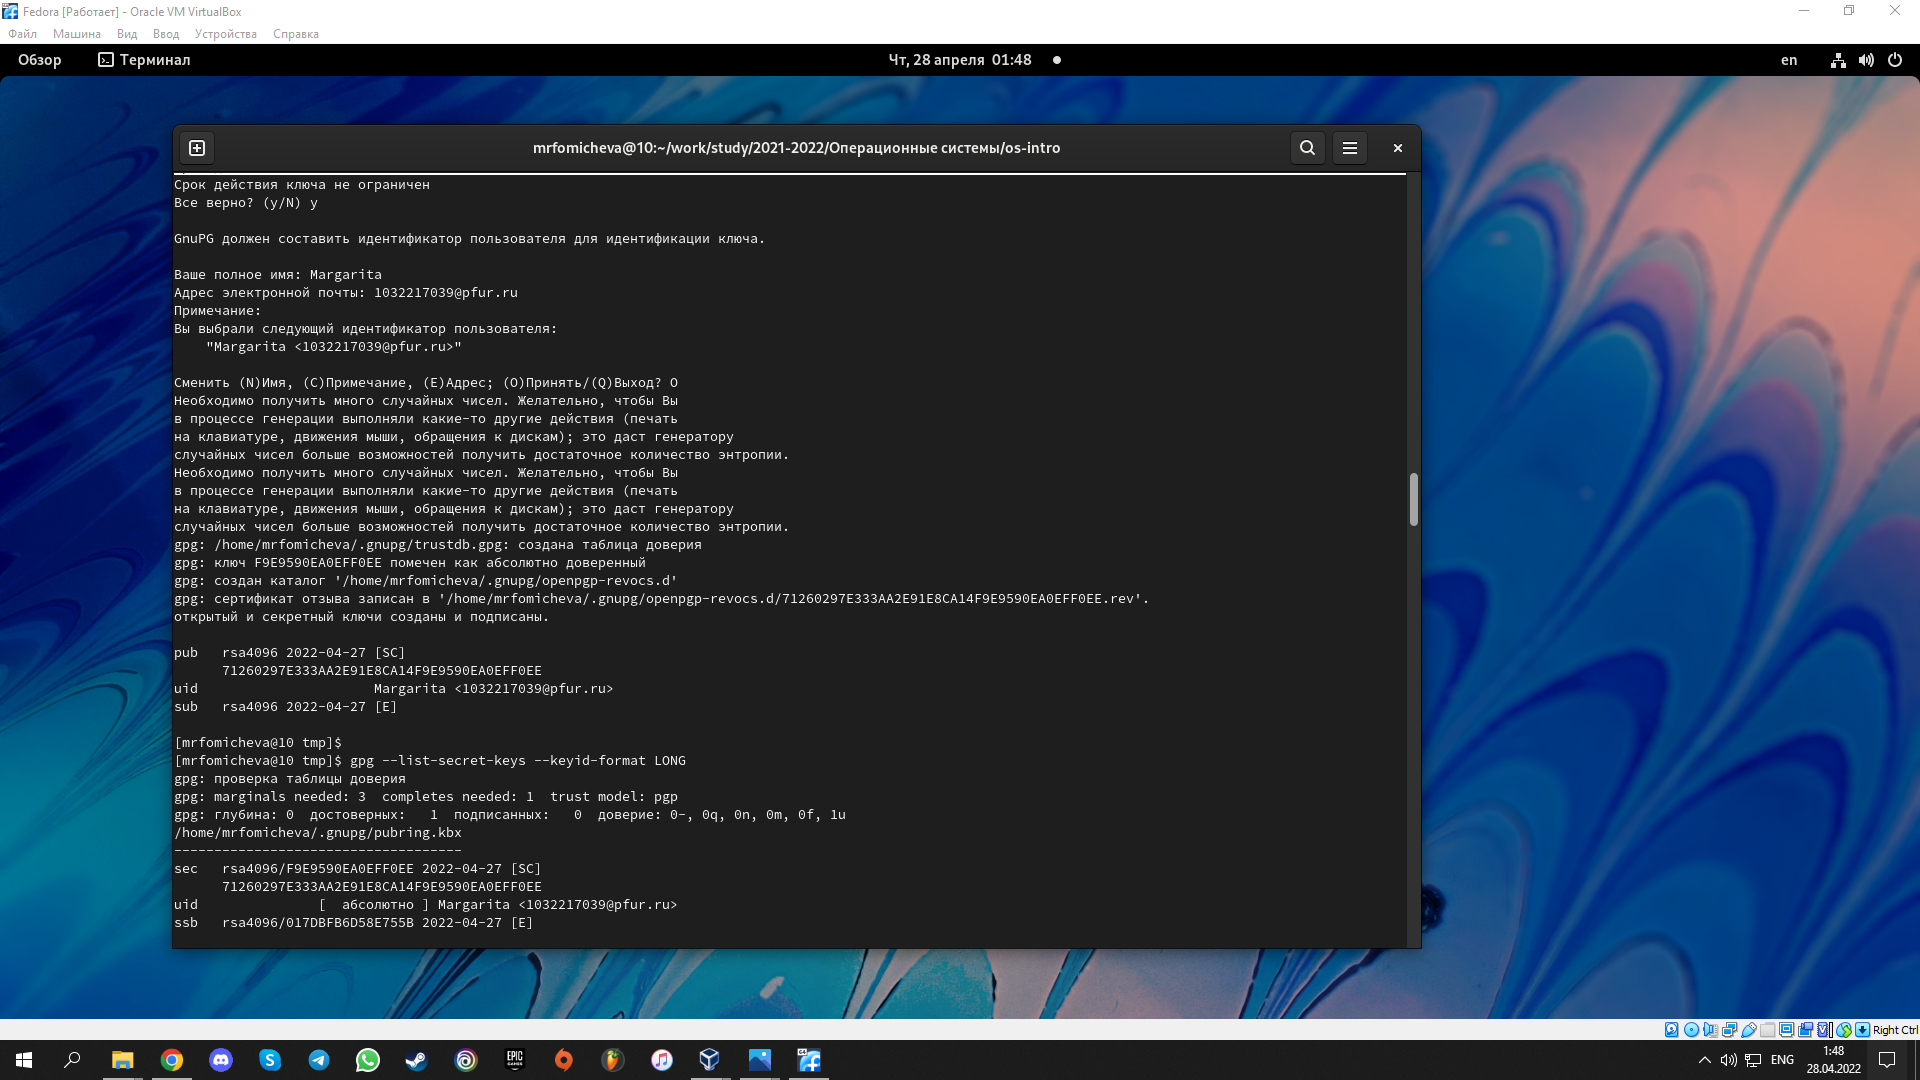 Fedora [Работает] - Oracle VM VirtualBox
Файл Машина Вид Ввод Устройства Справка
Обзор Терминал Чт, 28 апреля 01:48 en
mrfomicheva@10:~/work/study/2021-2022/Операционные системы/os-intro
Срок действия ключа не ограничен
Все верно? (y/N) y
GnuPG должен составить идентификатор пользователя для идентификации ключа.
Ваше полное имя: Margarita
Адрес электронной почты: 1032217039@pfur.ru
Примечание:
Вы выбрали следующий идентификатор пользователя:
"Margarita <1032217039@pfur.ru>"
Сменить (N)Имя, (C)Примечание, (E)Адрес; (O)Принять/(Q)Выход? O
Необходимо получить много случайных чисел. Желательно, чтобы Вы
в процессе генерации выполняли какие-то другие действия (печать
на клавиатуре, движения мыши, обращения к дискам); это даст генератору
случайных чисел больше возможностей получить достаточное количество энтропии.
Необходимо получить много случайных чисел. Желательно, чтобы Вы
в процессе генерации выполняли какие-то другие действия (печать
на клавиатуре, движения мыши, обращения к дискам); это даст генератору
случайных чисел больше возможностей получить достаточное количество энтропии.
gpg: /home/mrfomicheva/.gnupg/trustdb.gpg: создана таблица доверия
gpg: ключ F9E9590EA0EFF0EE помечен как абсолютно доверенный
gpg: создан каталог '/home/mrfomicheva/.gnupg/openpgp-revocs.d'
gpg: сертификат отзыва записан в '/home/mrfomicheva/.gnupg/openpgp-revocs.d/71260297E333AA2E91E8CA14F9E9590EA0EFF0EE.rev'.
открытый и секретный ключи созданы и подписаны.
pub rsa4096 2022-04-27 [SC]
71260297E333AA2E91E8CA14F9E9590EA0EFF0EE
uid Margarita <1032217039@pfur.ru>
sub rsa4096 2022-04-27 [E]
[mrfomicheva@10 tmp]$
[mrfomicheva@10 tmp]$ gpg --list-secret-keys --keyid-format LONG
gpg: проверка таблицы доверия
gpg: marginals needed: 3 completes needed: 1 trust model: pgp
gpg: глубина: 0 достоверных: 1 подписанных: 0 доверие: 0-, 0q, 0n, 0m, 0f, 1u
/home/mrfomicheva/.gnupg/pubring.kbx
------------------------------------
sec rsa4096/F9E9590EA0EFF0EE 2022-04-27 [SC]
71260297E333AA2E91E8CA14F9E9590EA0EFF0EE
uid [ абсолютно ] Margarita <1032217039@pfur.ru>
ssb rsa4096/017DBFB6D58E755B 2022-04-27 [E]
Right Ctrl
EPIC GAMES
ENG
1:48
28.04.2022